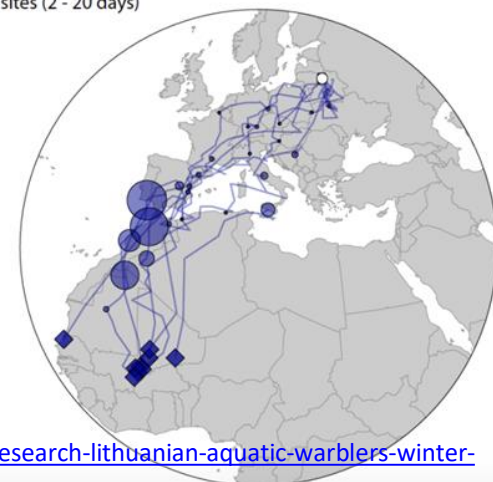 sites (2 - 20 days)
esearch-lithuanian-aquatic-warblers-winter-